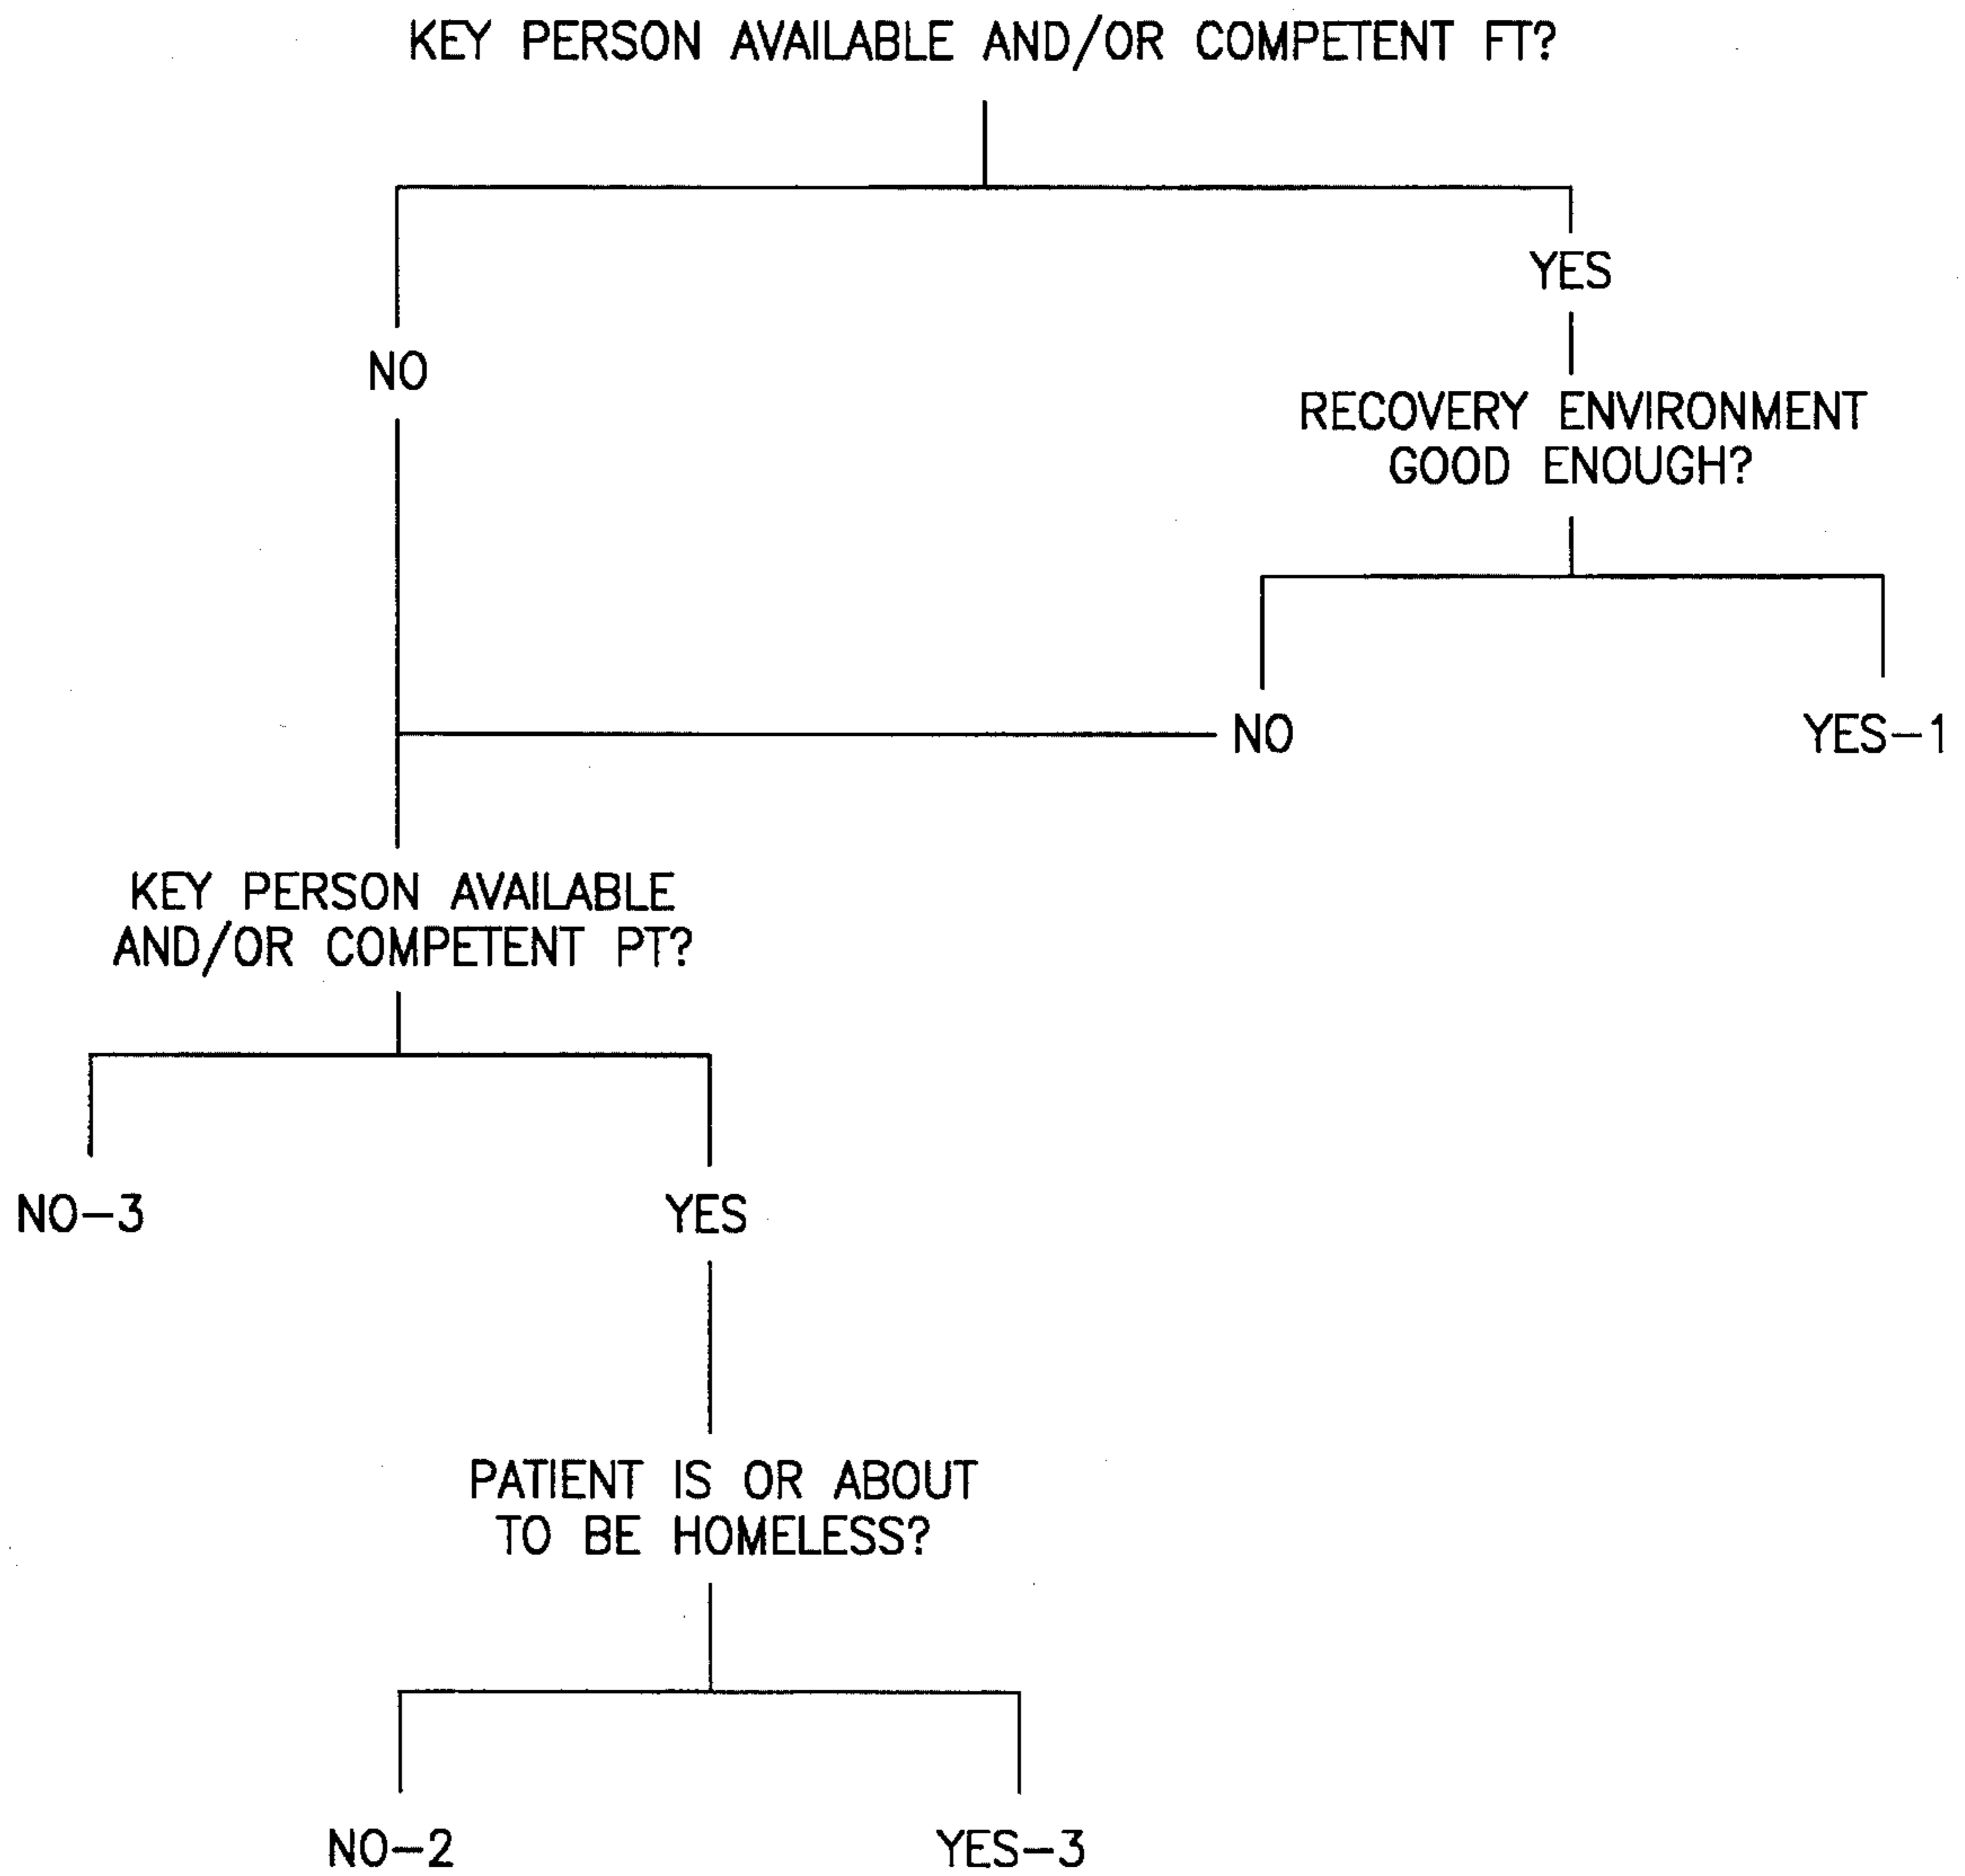 KEY PERSON AVAILABLE AND/OR COMPETENT FT?
YES
NO
RECOVERY ENVIRONMENT
GOOD ENOUGH?
NO
YES-1
KEY PERSON AVAILABLE
AND/OR COMPETENT PT?
NO-3
YES
PATIENT IS OR ABOUT
TO BE HOMELESS?
NO-2
YES-3